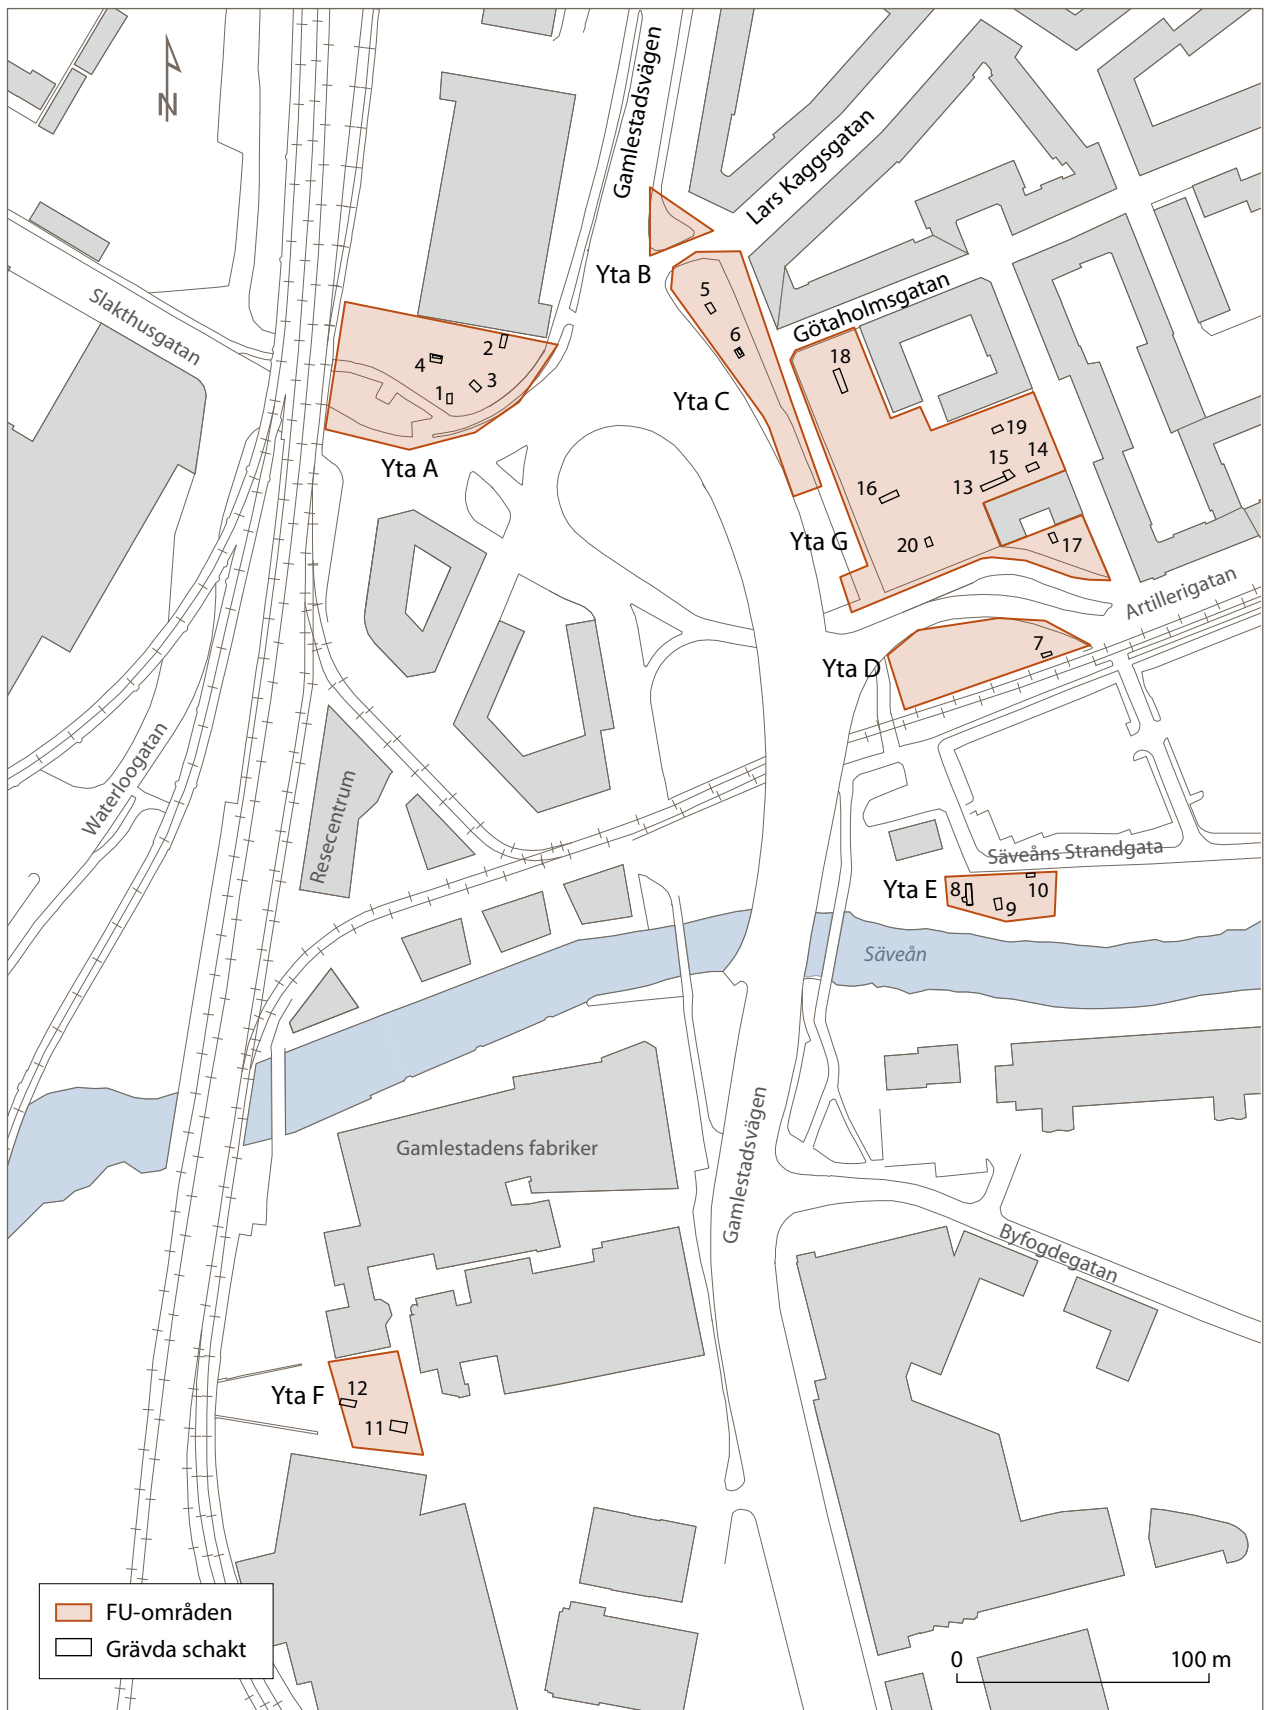 N
Gamlestadsvägen
Lars Kaggsgatan
Yta B
Slakthusgatan
Götaholmsgatan
5
6
2
4
3
1
18
Yta C
19
Yta A
15
14
13
16
Yta G
20
17
Artillerigatan
7
Yta D
Waterloogatan
Resecentrum
Säveåns Strandgata
Yta E
8
10
9
Säveån
Gamlestadens fabriker
Gamlestadsvägen
Byfogdegatan
12
Yta F
11
FU-områden
Grävda schakt
0
100 m